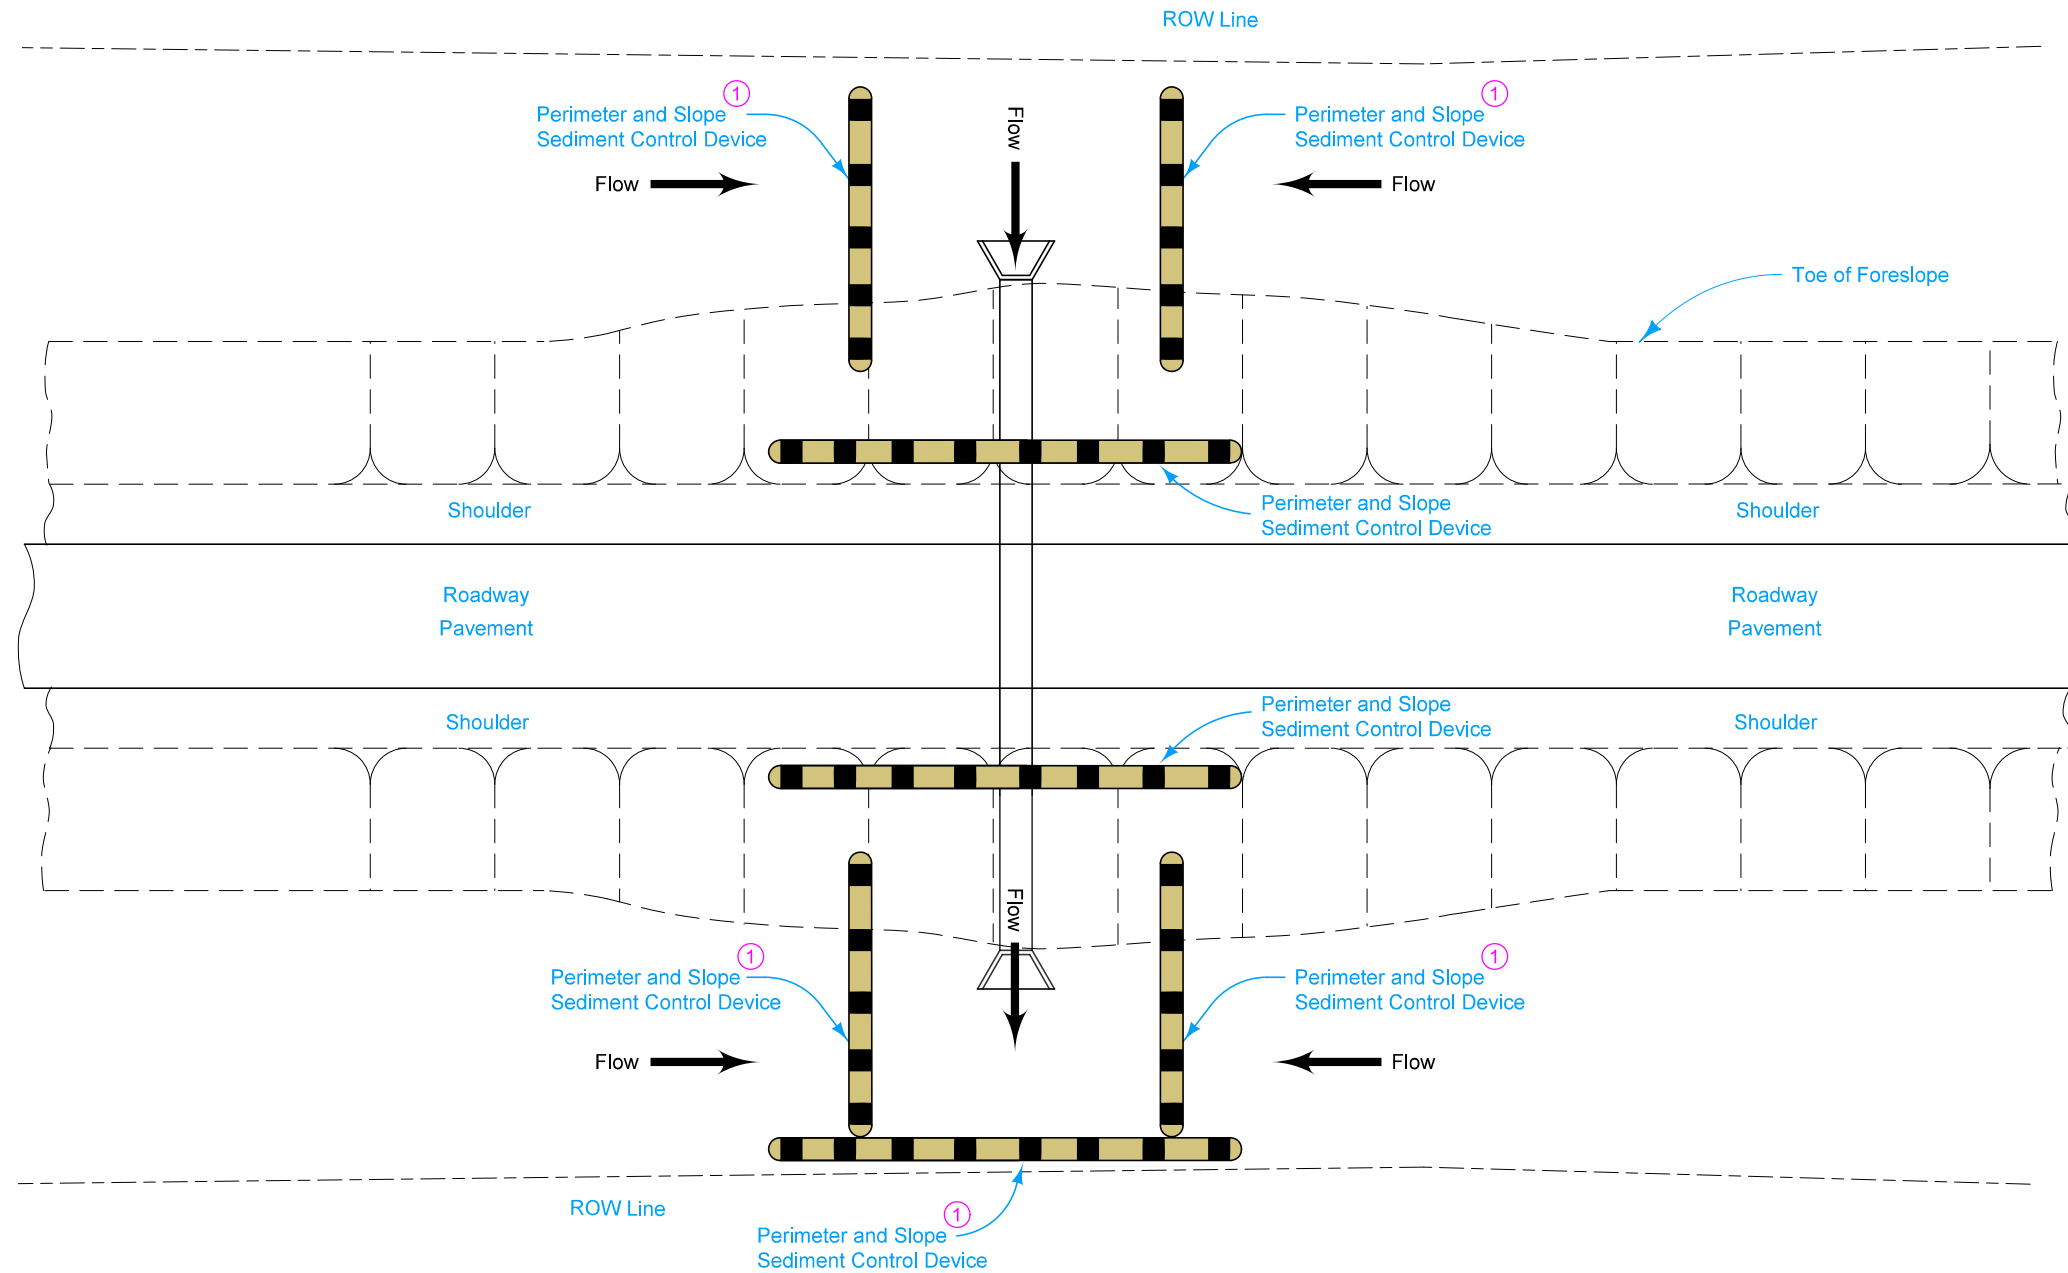 ROW Line
1
Perimeter and Slope
Sediment Control Device
Flow
Flow
1
Perimeter and Slope
Sediment Control Device
Flow
Toe of Foreslope
Shoulder
Perimeter and Slope
Sediment Control Device
Shoulder
Roadway
Pavement
Roadway
Pavement
Shoulder
Perimeter and Slope
Sediment Control Device
Shoulder
Flow
1
Perimeter and Slope
Sediment Control Device
Flow
1
Perimeter and Slope
Sediment Control Device
Flow
ROW Line
1
Perimeter and Slope
Sediment Control Device